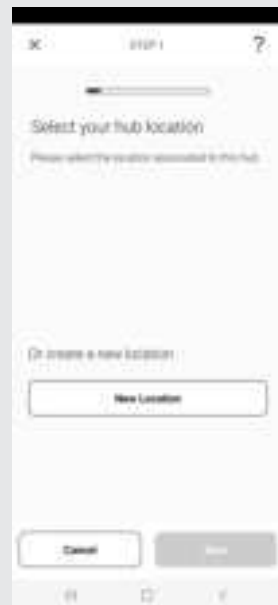 STEP 1
?
Select your hub location
Please select the location associated to this hub.
Or create a new location
New Location
Cancel
Next